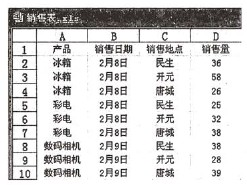 销售表.xls
A B C D
1 产品 销售日期 销售地点 销售量
2 冰箱 2月8日 民生 36
3 冰箱 2月8日 开元 58
4 冰箱 2月8日 唐城 26
5 彩电 2月8日 民生 25
6 彩电 2月8日 开元 32
7 彩电 2月8日 唐城 38
8 数码相机 2月9日 民生 38
9 数码相机 2月9日 开元 28
10 数码相机 2月9日 唐城 39